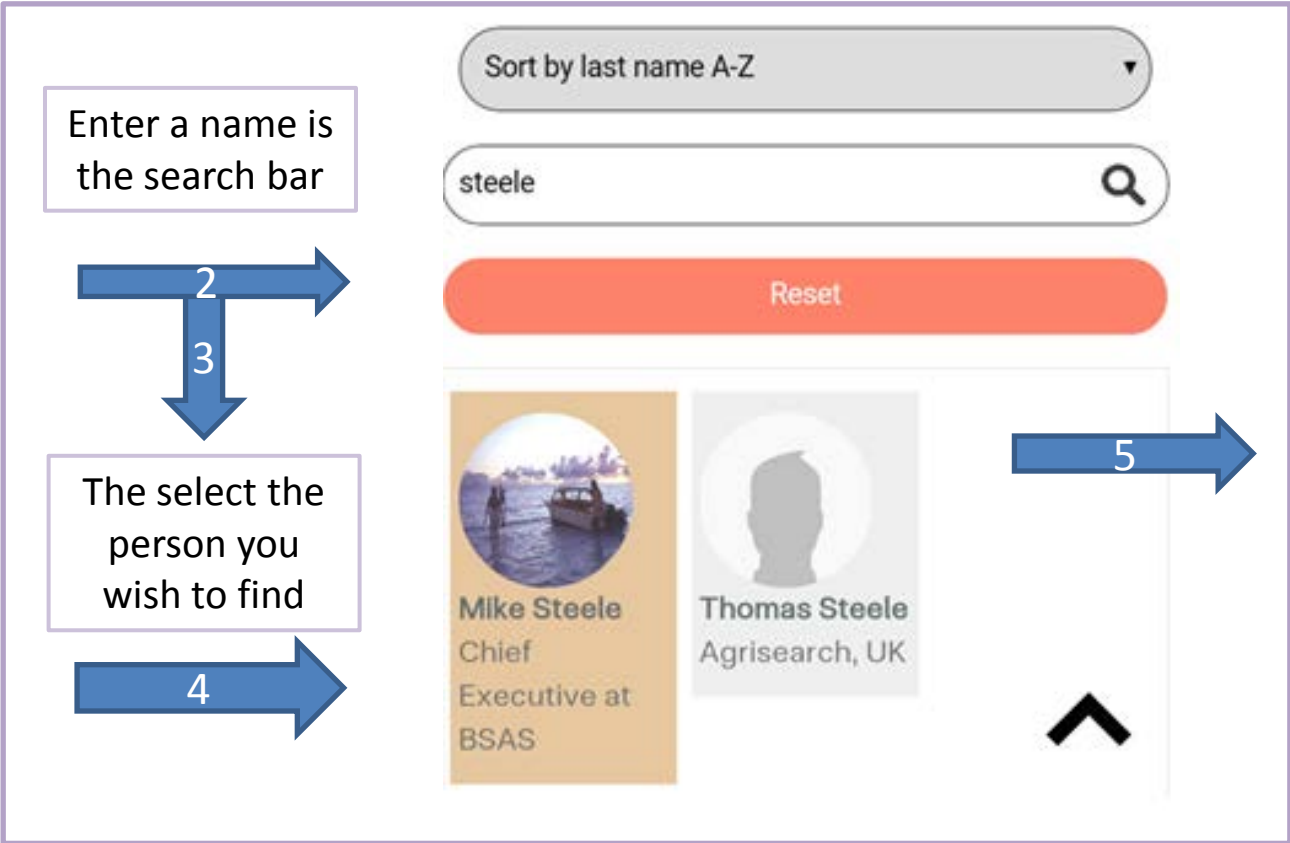 Sort by last name A-Z
Enter a name is
the search bar
steele
2
Reset
3
5
The select the
person you
wish to find
4
Mike Steele
Chief
Executive at
BSAS
Thomas Steele
Agrisearch, UK